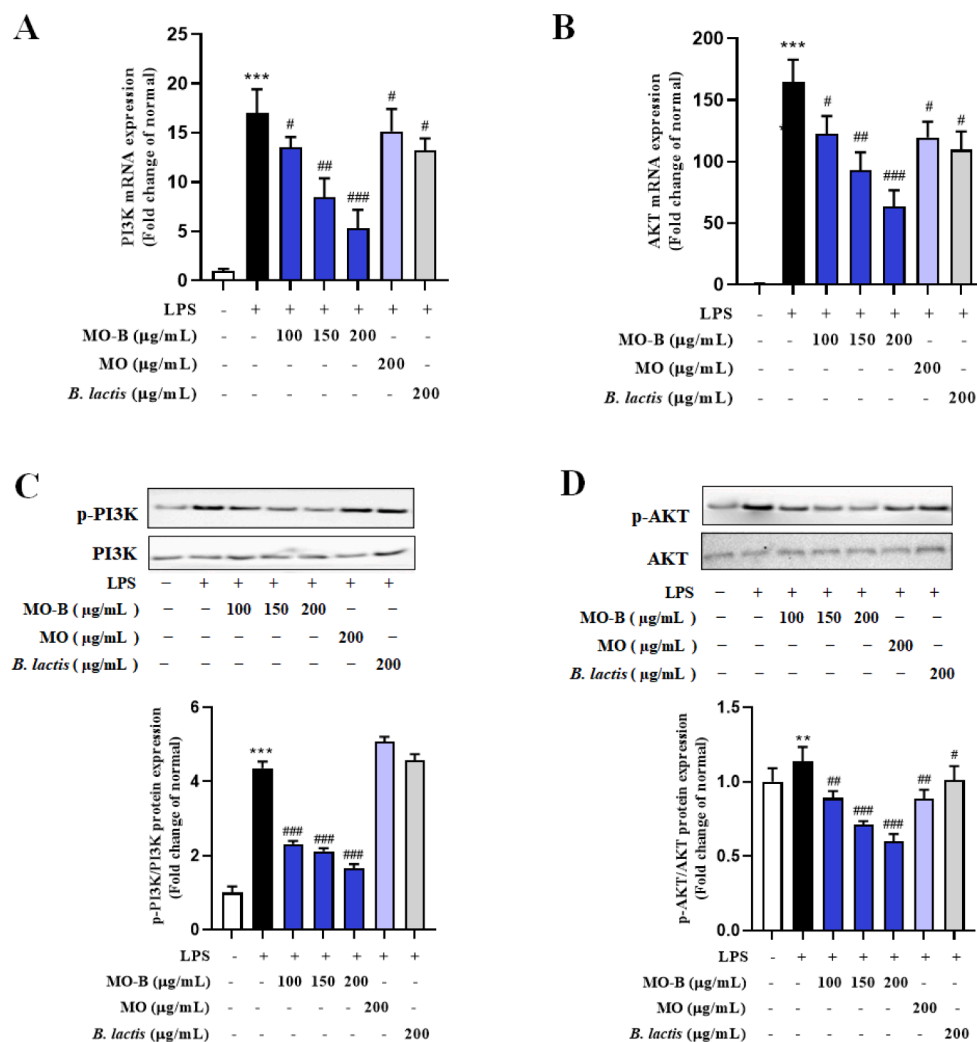 A
PI3K mRNA expression
(Fold change of normal)
25
20
15
10
5
0
***
#
##
###
#
#
LPS - + + + + + +
MO-B (μg/mL) - - 100 150 200 - -
MO (μg/mL) - - - - - 200 -
B. lactis (μg/mL) - - - - - - 200
B
AKT mRNA expression
(Fold change of normal)
200
150
100
50
0
***
#
##
###
#
#
LPS - + + + + + +
MO-B (μg/mL) - - 100 150 200 - -
MO (μg/mL) - - - - - 200 -
B. lactis (μg/mL) - - - - - - 200
C
p-PI3K
PI3K
LPS – + + + + + +
MO-B ( μg/mL ) – – 100 150 200 – –
MO ( μg/mL ) – – – – – 200 –
B. lactis ( μg/mL ) – – – – – – 200
p-PI3K/PI3K protein expression
(Fold change of normal)
6
4
2
0
***
###
###
###
LPS - + + + + + +
MO-B (μg/mL) - - 100 150 200 - -
MO (μg/mL) - - - - - 200 -
B. lactis (μg/mL) - - - - - - 200
D
p-AKT
AKT
LPS – + + + + + +
MO-B ( μg/mL ) – – 100 150 200 – –
MO ( μg/mL ) – – – – – 200 –
B. lactis ( μg/mL ) – – – – – – 200
p-AKT/AKT protein expression
(Fold change of normal)
1.5
1.0
0.5
0.0
**
##
###
###
##
#
LPS - + + + + + +
MO-B (μg/mL) - - 100 150 200 - -
MO (μg/mL) - - - - - 200 -
B. lactis (μg/mL) - - - - - - 200